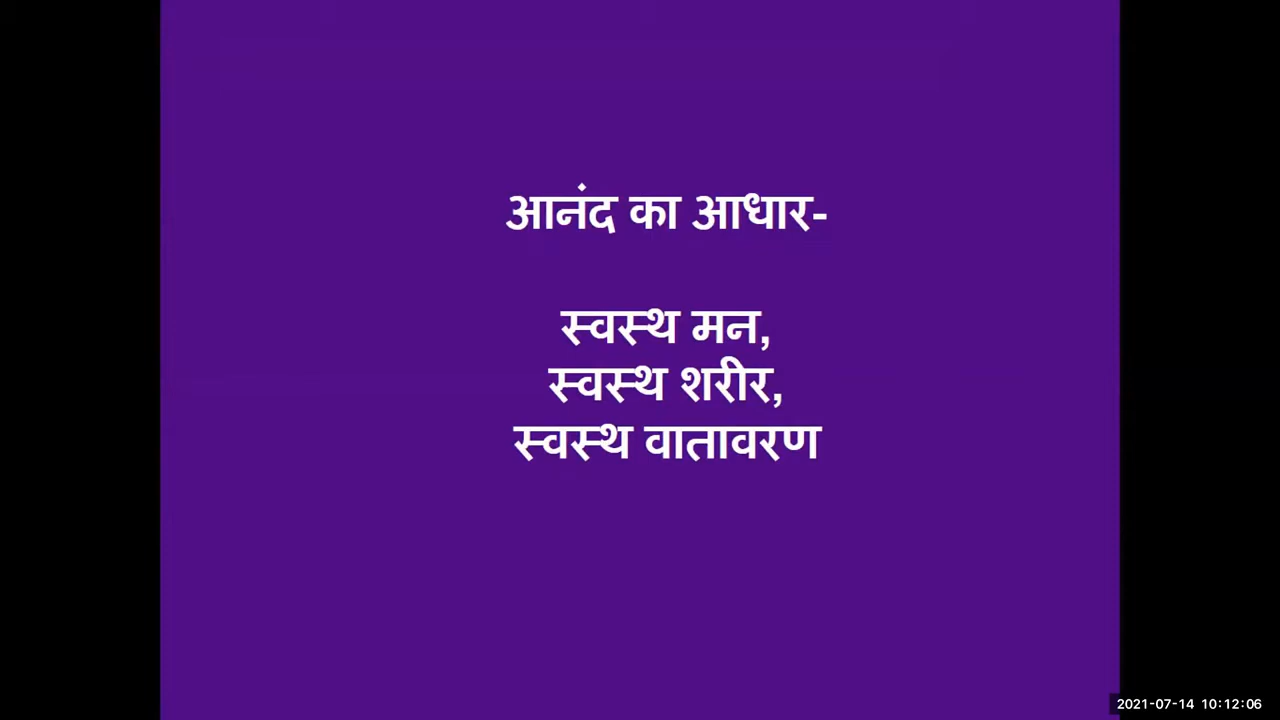 आनंद का आधार-
स्वस्थ मन,
स्वस्थ शरीर,
स्वस्थ वातावरण
2021-07-14 10:12:06